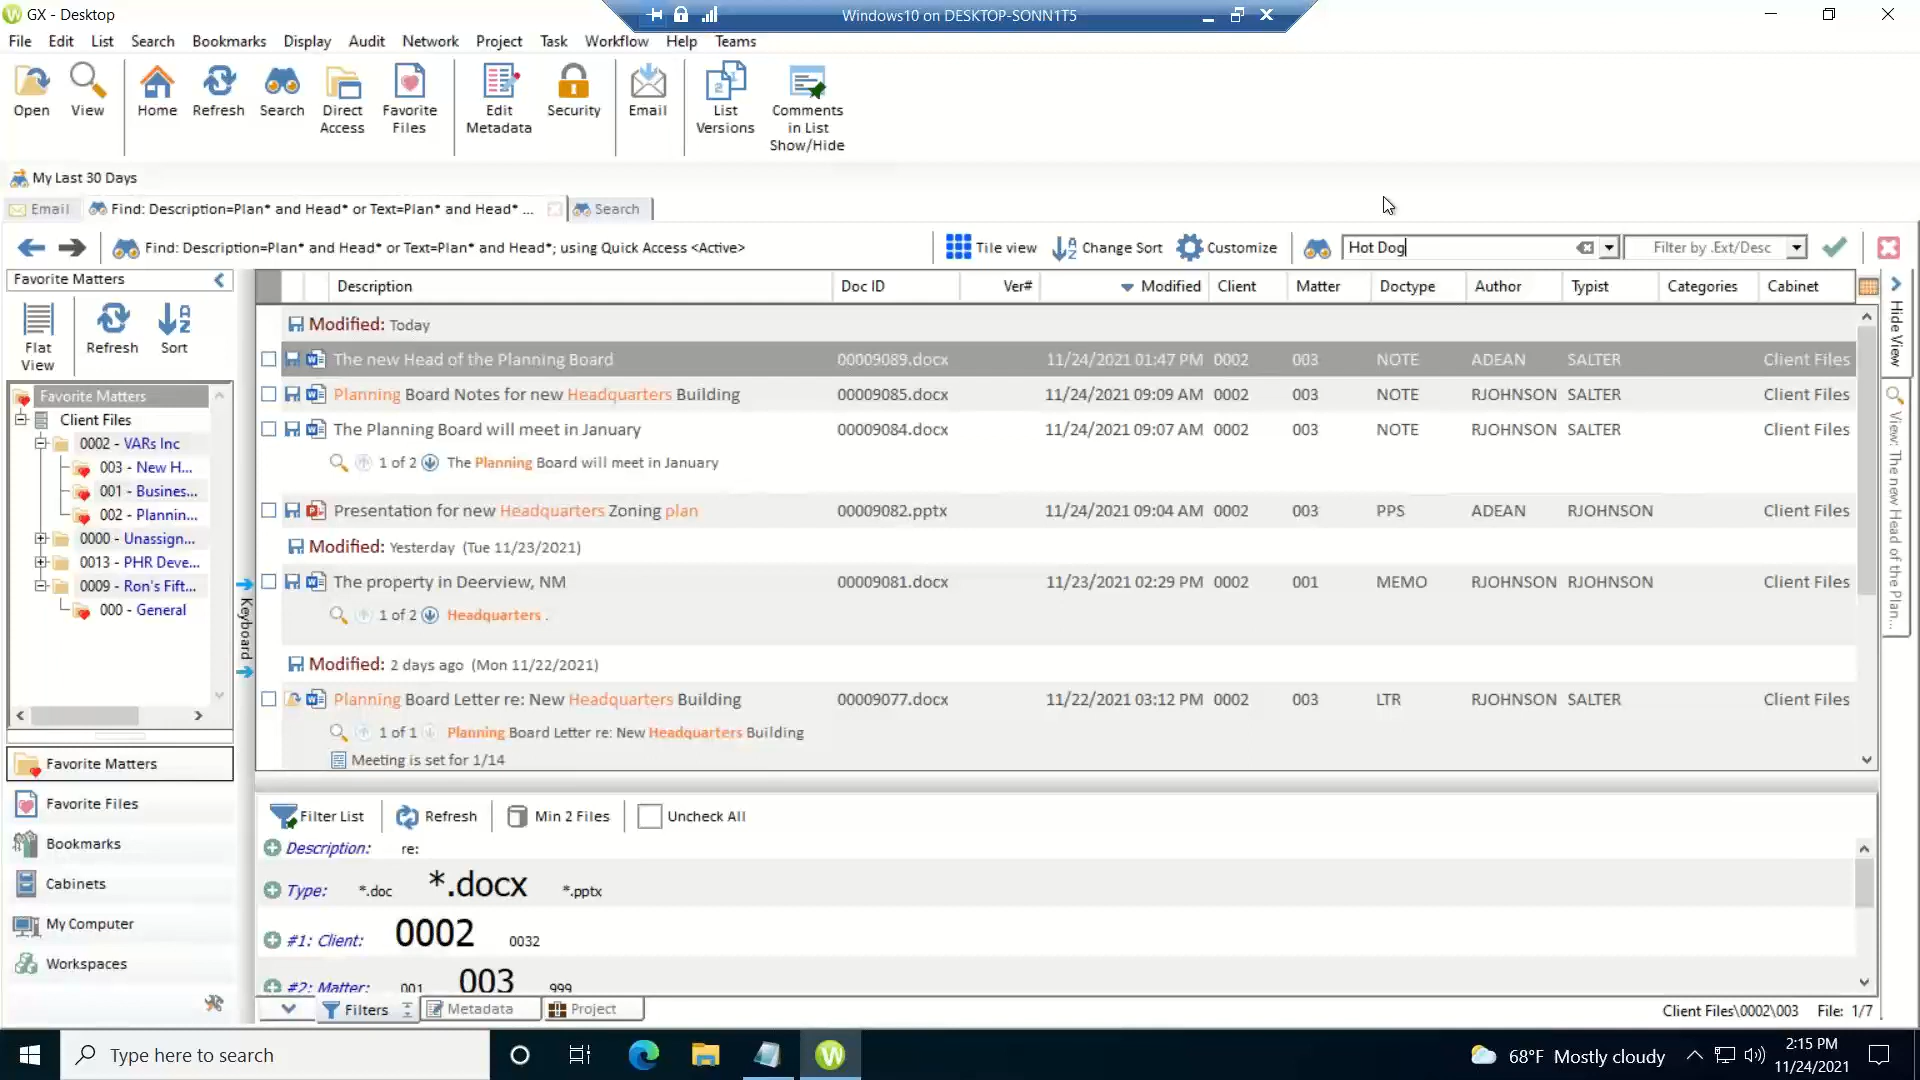 GX - Desktop
Windows10 on DESKTOP-SONN1T5
File Edit List Search Bookmarks Display Audit Network Project Task Workflow Help Teams
Open View Home Refresh Search Direct Access Favorite Files Edit Metadata Security Email List Versions Comments in List Show/Hide
My Last 30 Days
Email Find: Description=Plan* and Head* or Text=Plan* and Head* ... Search
Find: Description=Plan* and Head* or Text=Plan* and Head*; using Quick Access <Active> Tile view Change Sort Customize Hot Dog Filter by .Ext/Desc
Favorite Matters
Flat View Refresh Sort
Favorite Matters
Client Files
0002 - VARs Inc
003 - New H...
001 - Busines...
002 - Plannin...
0000 - Unassign...
0013 - PHR Deve...
0009 - Ron's Fift...
000 - General
Favorite Matters
Favorite Files
Bookmarks
Cabinets
My Computer
Workspaces
Keyboard
Description Doc ID Ver# Modified Client Matter Doctype Author Typist Categories Cabinet
Modified: Today
The new Head of the Planning Board 00009089.docx 11/24/2021 01:47 PM 0002 003 NOTE ADEAN SALTER Client Files
Planning Board Notes for new Headquarters Building 00009085.docx 11/24/2021 09:09 AM 0002 003 NOTE RJOHNSON SALTER Client Files
The Planning Board will meet in January 00009084.docx 11/24/2021 09:07 AM 0002 003 NOTE RJOHNSON SALTER Client Files
1 of 2 The Planning Board will meet in January
Presentation for new Headquarters Zoning plan 00009082.pptx 11/24/2021 09:04 AM 0002 003 PPS ADEAN RJOHNSON Client Files
Modified: Yesterday (Tue 11/23/2021)
The property in Deerview, NM 00009081.docx 11/23/2021 02:29 PM 0002 001 MEMO RJOHNSON RJOHNSON Client Files
1 of 2 Headquarters .
Modified: 2 days ago (Mon 11/22/2021)
Planning Board Letter re: New Headquarters Building 00009077.docx 11/22/2021 03:12 PM 0002 003 LTR RJOHNSON SALTER Client Files
1 of 1 Planning Board Letter re: New Headquarters Building
Meeting is set for 1/14
Hide View
View: The new Head of the Plan...
Filter List Refresh Min 2 Files Uncheck All
Description: re:
Type: *.doc *.docx *.pptx
#1: Client: 0002 0032
#2: Matter: 001 003 999
Filters Metadata Project Client Files\0002\003 File: 1/7
Type here to search 68°F Mostly cloudy 2:15 PM
11/24/2021